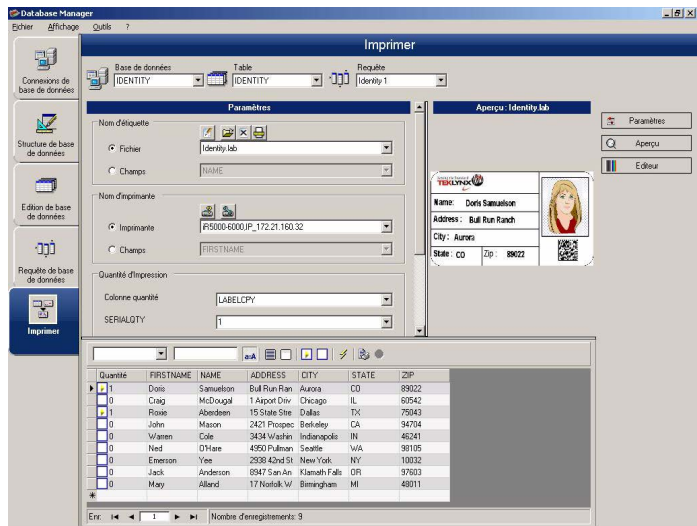 Database Manager
Fichier Affichage Outils ?
Imprimer
Connexions de
base de données
Structure de base
de données
Edition de base
de données
Requête de base
de données
Imprimer
Base de données
IDENTITY
Table
IDENTITY
Requête
Identity 1
Paramètres
Nom d'étiquette
Fichier
Identity.lab
Champs
NAME
Nom d'imprimante
Imprimante
iR5000-6000,IP_172.21.160.32
Champs
FIRSTNAME
Quantité d'Impression
Colonne quantité
LABELCPY
SERIALQTY
1
Aperçu : Identity.lab
TEKLYNX
Name: Doris Samuelson
Address: Bull Run Ranch
City: Aurora
State: CO Zip: 89022
Paramètres
Aperçu
Editeur
Quantité FIRSTNAME NAME ADDRESS CITY STATE ZIP
1 Doris Samuelson Bull Run Ran Aurora CO 89022
0 Craig McDougal 1 Airport Driv Chicago IL 60542
1 Roxie Aberdeen 15 State Stre Dallas TX 75043
0 John Mason 2421 Prospec Berkeley CA 94704
0 Warren Cole 3434 Washin Indianapolis IN 46241
0 Ned O'Hare 4950 Pullman Seattle WA 98105
0 Emerson Yee 2938 42nd St New York NY 10032
0 Jack Anderson 8947 San An Klamath Falls OR 97603
0 Mary Alland 17 Norfolk W Birmingham MI 48011
Enr: 1 Nombre d'enregistrements: 9